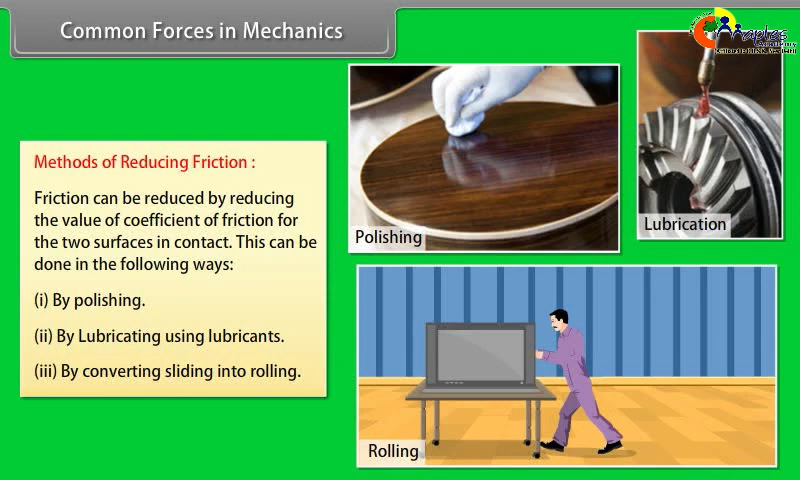 Common Forces in Mechanics
Maples
Academy
Methods of Reducing Friction :
Friction can be reduced by reducing
the value of coefficient of friction for
the two surfaces in contact. This can be
done in the following ways:
(i) By polishing.
(ii) By Lubricating using lubricants.
(iii) By converting sliding into rolling.
Polishing
Lubrication
Rolling